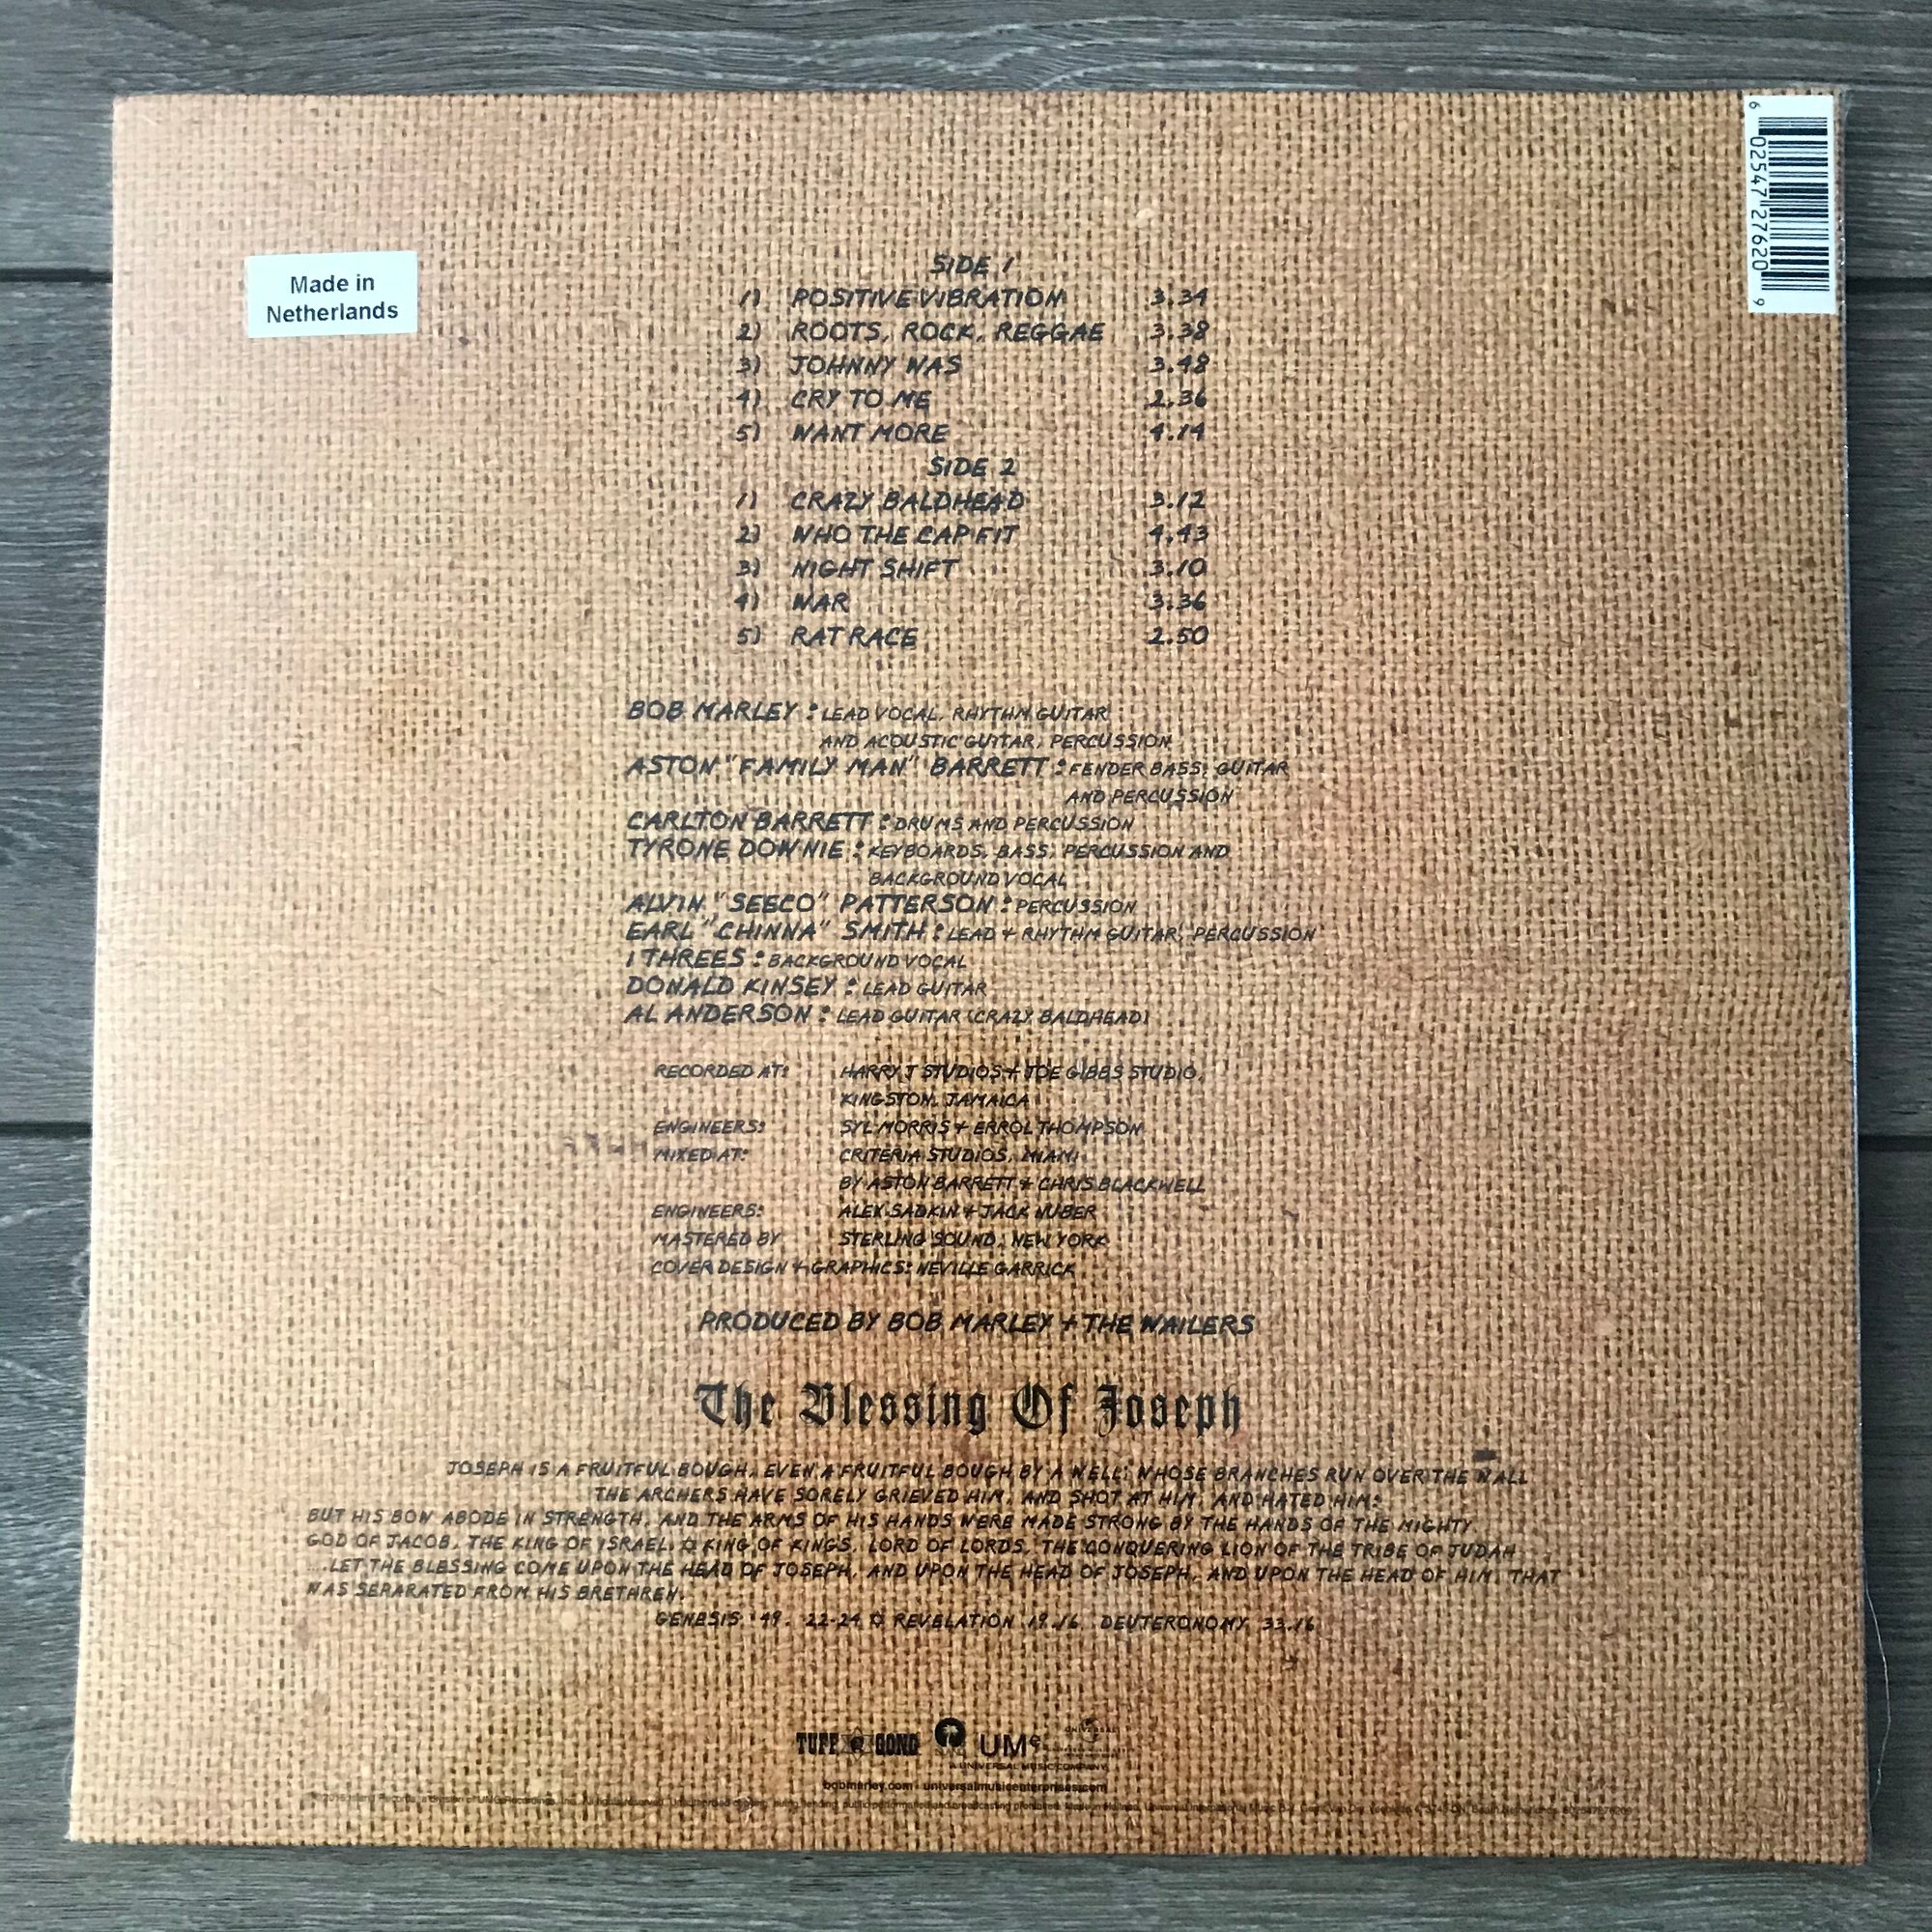 Made in
Netherlands
6 02547 27620 9
SIDE 1
1) POSITIVE VIBRATION 3.34
2) ROOTS, ROCK, REGGAE 3.38
3) JOHNNY WAS 3.48
4) CRY TO ME 2.36
5) WANT MORE 4.14
SIDE 2
1) CRAZY BALDHEAD 3.12
2) WHO THE CAP FIT 4.43
3) NIGHT SHIFT 3.10
4) WAR 3.36
5) RAT RACE 2.50
BOB MARLEY : LEAD VOCAL, RHYTHM GUITAR
AND ACOUSTIC GUITAR, PERCUSSION
ASTON "FAMILY MAN" BARRETT : FENDER BASS, GUITAR
AND PERCUSSION
CARLTON BARRETT : DRUMS AND PERCUSSION
TYRONE DOWNIE : KEYBOARDS, BASS, PERCUSSION AND
BACKGROUND VOCAL
ALVIN "SEECO" PATTERSON : PERCUSSION
EARL "CHINNA" SMITH : LEAD + RHYTHM GUITAR, PERCUSSION
I THREES : BACKGROUND VOCAL
DONALD KINSEY : LEAD GUITAR
AL ANDERSON : LEAD GUITAR (CRAZY BALDHEAD)
RECORDED AT: HARRY J STUDIOS + JOE GIBBS STUDIO,
KINGSTON, JAMAICA
ENGINEERS: SYL MORRIS + ERROL THOMPSON
MIXED AT: CRITERIA STUDIOS, MIAMI
BY ASTON BARRETT + CHRIS BLACKWELL
ENGINEERS: ALEX SADKIN + JACK NUBER
MASTERED BY STERLING SOUND, NEW YORK
COVER DESIGN + GRAPHICS: NEVILLE GARRICK
PRODUCED BY BOB MARLEY + THE WAILERS
The Blessing Of Joseph
JOSEPH IS A FRUITFUL BOUGH, EVEN A FRUITFUL BOUGH BY A WELL: WHOSE BRANCHES RUN OVER THE WALL
THE ARCHERS HAVE SORELY GRIEVED HIM, AND SHOT AT HIM, AND HATED HIM:
BUT HIS BOW ABODE IN STRENGTH, AND THE ARMS OF HIS HANDS WERE MADE STRONG BY THE HANDS OF THE MIGHTY
GOD OF JACOB, THE KING OF ISRAEL, ✡ KING OF KINGS, LORD OF LORDS, THE CONQUERING LION OF THE TRIBE OF JUDAH
....LET THE BLESSING COME UPON THE HEAD OF JOSEPH, AND UPON THE HEAD OF JOSEPH, AND UPON THE HEAD OF HIM, THAT
WAS SEPARATED FROM HIS BRETHREN.
GENESIS 49. 22-24 ✡ REVELATION 19.16 DEUTERONOMY 33.16
TUFF GONG UMe UNIVERSAL
A UNIVERSAL MUSIC COMPANY
bobmarley.com - universalmusicenterprises.com